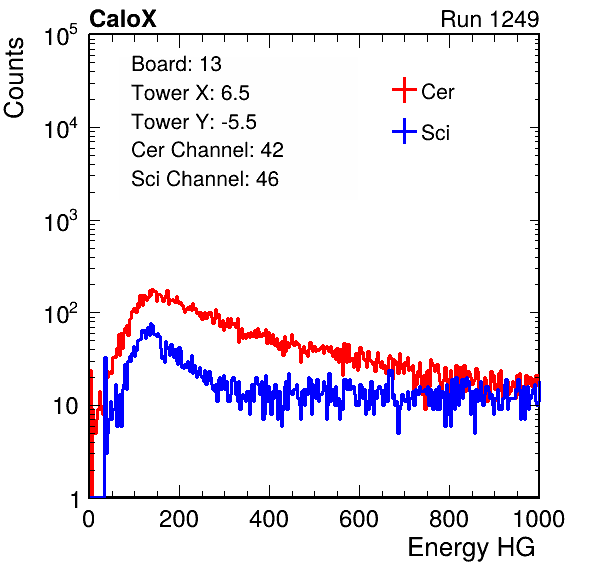 CaloX Run 1249
Counts
10^5
10^4
10^3
10^2
10
1
Board: 13
Tower X: 6.5
Tower Y: -5.5
Cer Channel: 42
Sci Channel: 46
Cer
Sci
0 200 400 600 800 1000
Energy HG